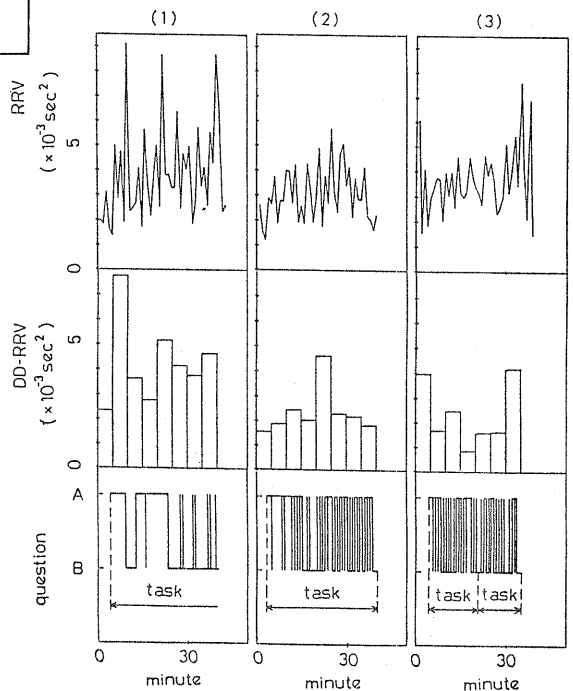 (1) (2) (3)
RRV
(×10⁻³sec²)
5
0
DD-RRV
(×10⁻³sec²)
5
0
question
A
B
task task task task
0 30 0 30 0 30
minute minute minute